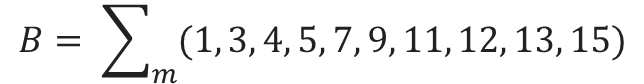 B = ∑m(1, 3, 4, 5, 7, 9, 11, 12, 13, 15)